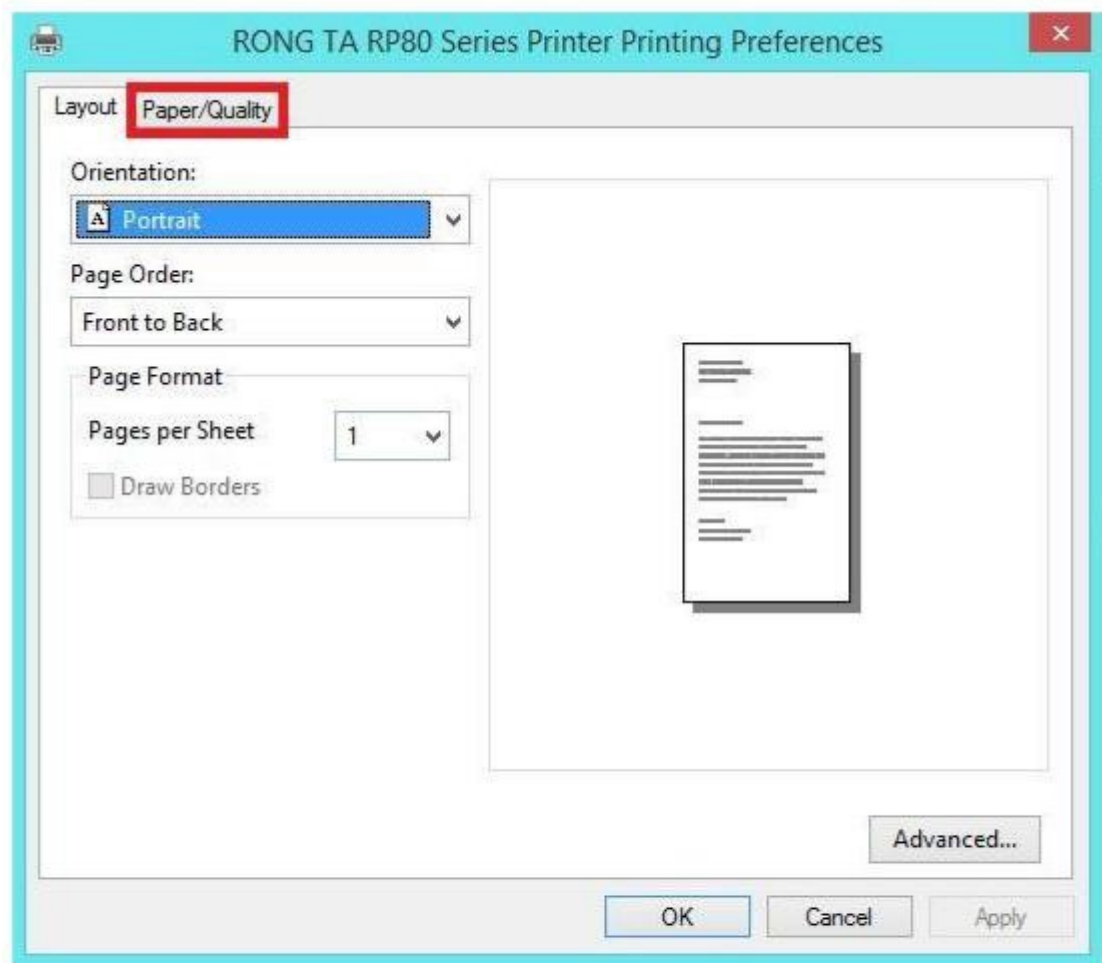 RONG TA RP80 Series Printer Printing Preferences
Layout Paper/Quality
Orientation:
A Portrait
Page Order:
Front to Back
Page Format
Pages per Sheet 1
Draw Borders
Advanced...
OK Cancel Apply